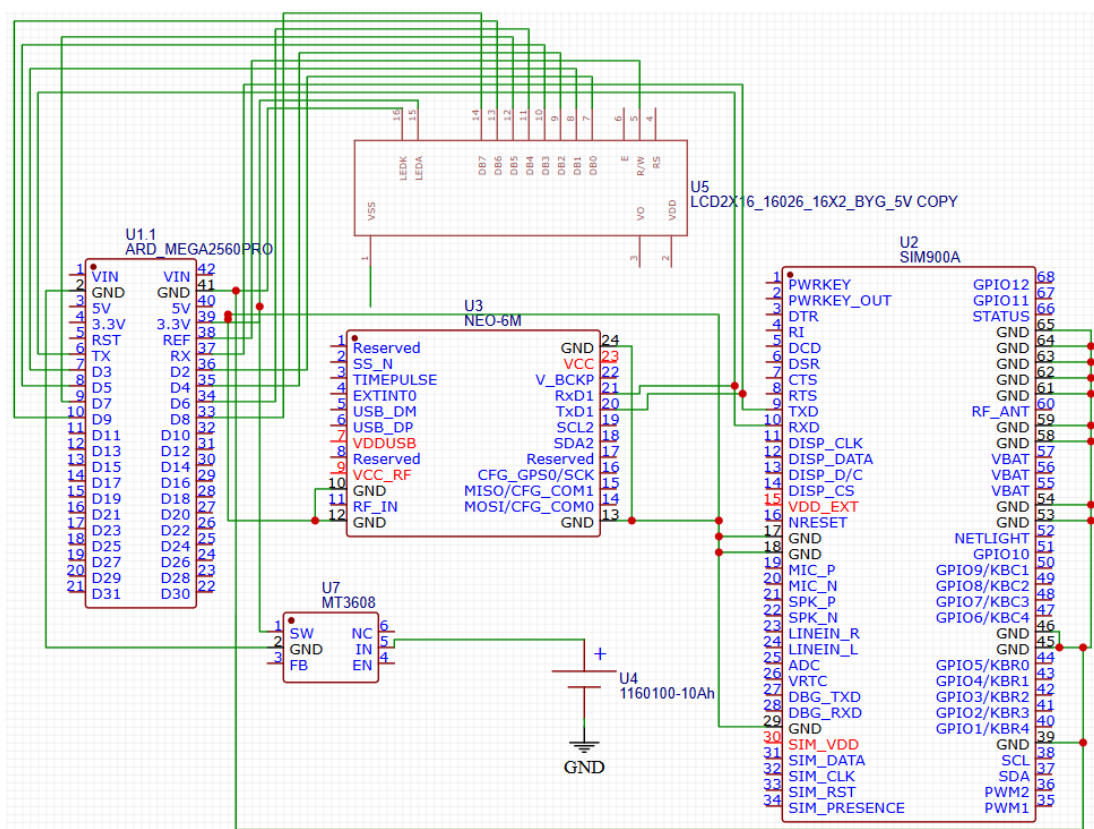 16
15
14
13
12
11
10
9
8
7
6
5
4
LEDK
LEDA
DB7
DB6
DB5
DB4
DB3
DB2
DB1
DB0
E
R/W
RS
VSS
VO
VDD
1
3
2
U5
LCD2X16_16026_16X2_BYG_5V COPY
U1.1
ARD_MEGA2560PRO
1 VIN VIN 42
2 GND GND 41
3 5V 5V 40
4 3.3V 3.3V 39
5 RST REF 38
6 TX RX 37
7 D3 D2 36
8 D5 D4 35
9 D7 D6 34
10 D9 D8 33
11 D11 D10 32
12 D13 D12 31
13 D15 D14 30
14 D17 D16 29
15 D19 D18 28
16 D21 D20 27
17 D23 D22 26
18 D25 D24 25
19 D27 D26 24
20 D29 D28 23
21 D31 D30 22
U3
NEO-6M
1 Reserved GND 24
2 SS_N VCC 23
3 TIMEPULSE V_BCKP 22
4 EXTINT0 RxD1 21
5 USB_DM TxD1 20
6 USB_DP SCL2 19
7 VDDUSB SDA2 18
8 Reserved Reserved 17
9 VCC_RF CFG_GPS0/SCK 16
10 GND MISO/CFG_COM1 15
11 RF_IN MOSI/CFG_COM0 14
12 GND GND 13
U2
SIM900A
1 PWRKEY GPIO12 68
2 PWRKEY_OUT GPIO11 67
3 DTR STATUS 66
4 RI GND 65
5 DCD GND 64
6 DSR GND 63
7 CTS GND 62
8 RTS GND 61
9 TXD RF_ANT 60
10 RXD GND 59
11 DISP_CLK GND 58
12 DISP_DATA VBAT 57
13 DISP_D/C VBAT 56
14 DISP_CS VBAT 55
15 VDD_EXT GND 54
16 NRESET GND 53
17 GND NETLIGHT 52
18 GND GPIO10 51
19 MIC_P GPIO9/KBC1 50
20 MIC_N GPIO8/KBC2 49
21 SPK_P GPIO7/KBC3 48
22 SPK_N GPIO6/KBC4 47
23 LINEIN_R GND 46
24 LINEIN_L GND 45
25 ADC GPIO5/KBR0 44
26 VRTC GPIO4/KBR1 43
27 DBG_TXD GPIO3/KBR2 42
28 DBG_RXD GPIO2/KBR3 41
29 GND GPIO1/KBR4 40
30 SIM_VDD GND 39
31 SIM_DATA SCL 38
32 SIM_CLK SDA 37
33 SIM_RST PWM2 36
34 SIM_PRESENCE PWM1 35
U7
MT3608
1 SW NC 6
2 GND IN 5
3 FB EN 4
+
U4
1160100-10Ah
GND